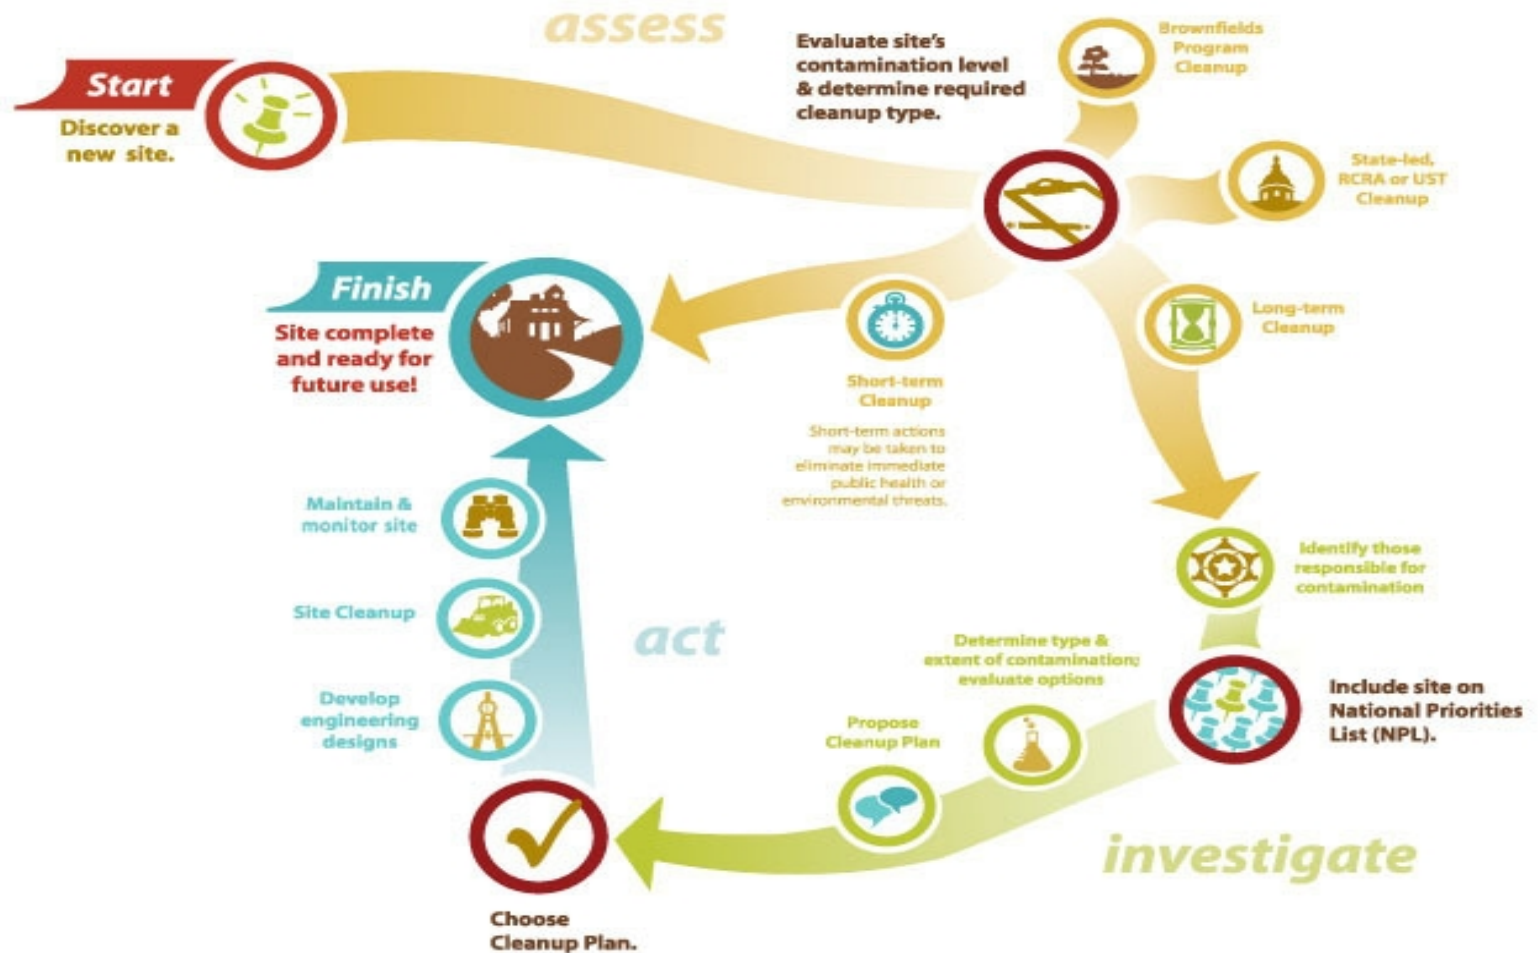 assess
Start
Discover a
new site.
Evaluate site's
contamination level
& determine required
cleanup type.
Brownfields
Program
Cleanup
State-led,
RCRA or UST
Cleanup
Finish
Site complete
and ready for
future use!
Short-term
Cleanup
Short-term actions
may be taken to
eliminate immediate
public health or
environmental threats.
Long-term
Cleanup
Identify those
responsible for
contamination
Include site on
National Priorities
List (NPL).
Determine type &
extent of contamination;
evaluate options
Propose
Cleanup Plan
investigate
Choose
Cleanup Plan.
act
Develop
engineering
designs
Site Cleanup
Maintain &
monitor site